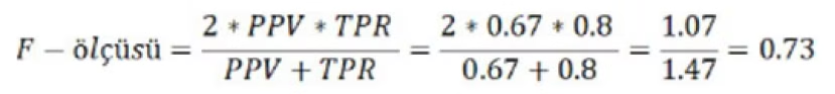 F − ölçüsü = 2 * PPV * TPR / PPV + TPR = 2 * 0.67 * 0.8 / 0.67 + 0.8 = 1.07 / 1.47 = 0.73